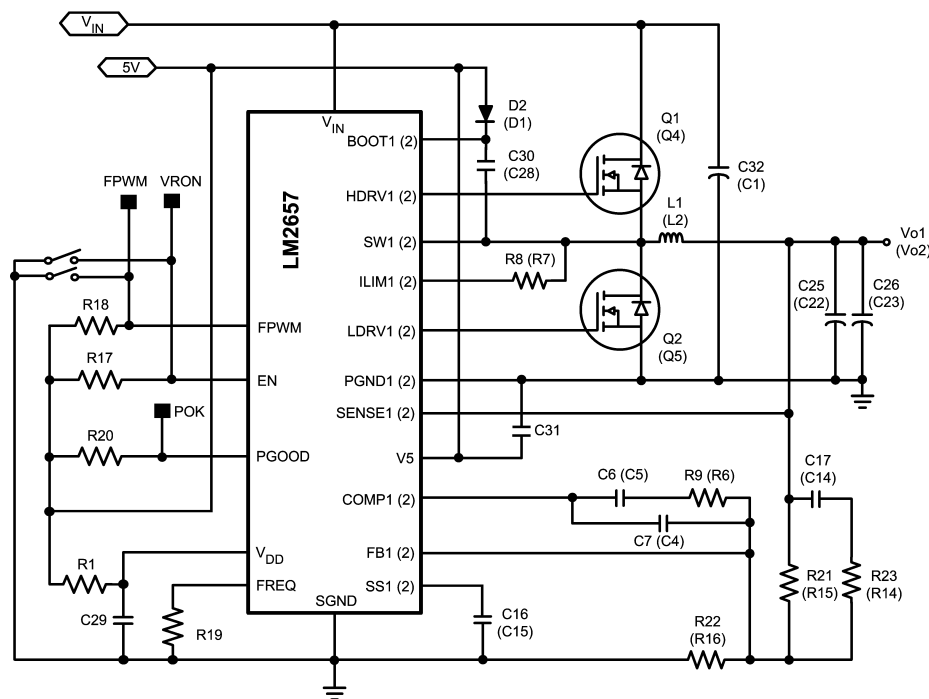 VIN
5V
D2
(D1)
Q1
(Q4)
VIN
BOOT1 (2)
C30
(C28)
C32
(C1)
FPWM
VRON
HDRV1 (2)
L1
(L2)
LM2657
SW1 (2)
Vo1
(Vo2)
R8 (R7)
ILIM1 (2)
C25
(C22)
C26
(C23)
R18
FPWM
LDRV1 (2)
Q2
(Q5)
R17
EN
PGND1 (2)
POK
SENSE1 (2)
R20
C31
PGOOD
V5
C6 (C5)
R9 (R6)
C17
(C14)
COMP1 (2)
C7 (C4)
VDD
FB1 (2)
R1
FREQ
SS1 (2)
R21
(R15)
R23
(R14)
SGND
C29
R19
C16
(C15)
R22
(R16)